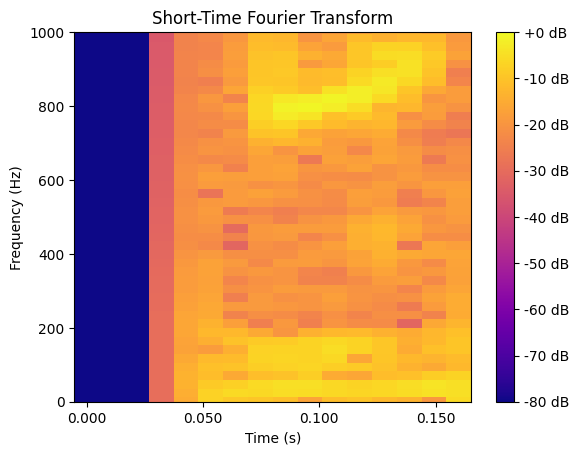 Short-Time Fourier Transform
1000
800
600
400
200
0
Frequency (Hz)
0.000
0.050
0.100
0.150
Time (s)
+0 dB
-10 dB
-20 dB
-30 dB
-40 dB
-50 dB
-60 dB
-70 dB
-80 dB